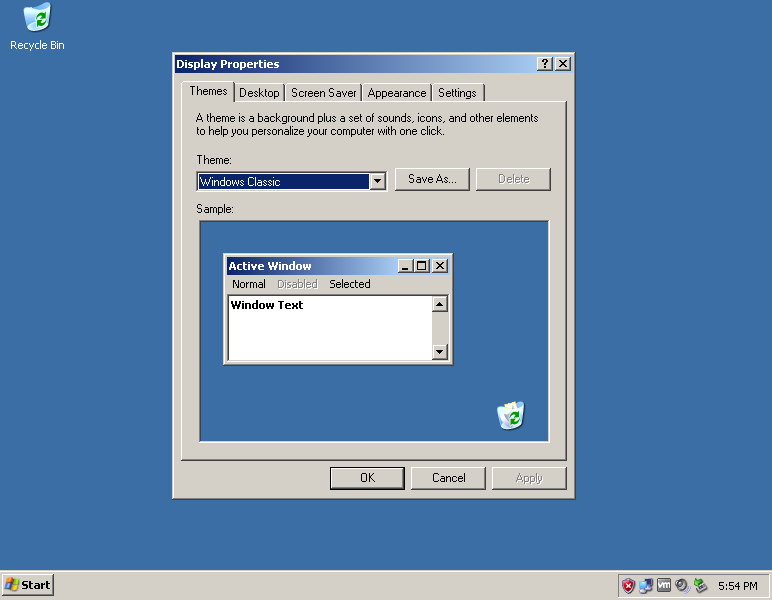 Recycle Bin
Display Properties
Themes Desktop Screen Saver Appearance Settings
A theme is a background plus a set of sounds, icons, and other elements
to help you personalize your computer with one click.
Theme:
Windows Classic Save As... Delete
Sample:
Active Window
Normal Disabled Selected
Window Text
OK Cancel Apply
Start vm 5:54 PM